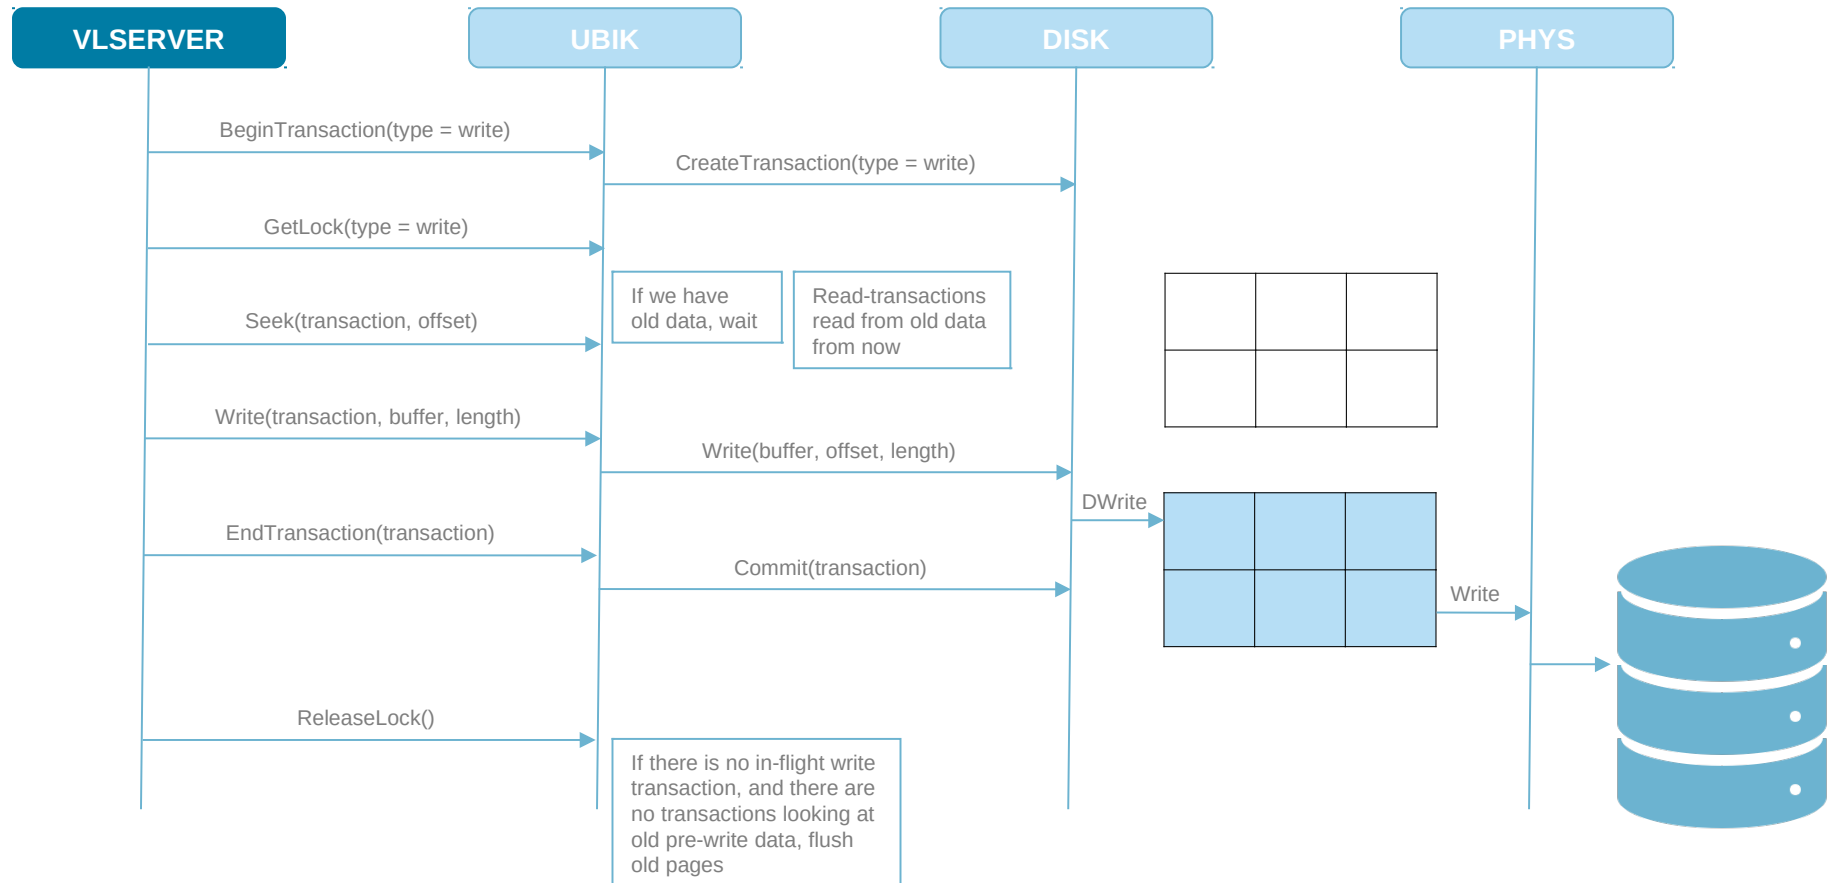 VLSERVER
UBIK
DISK
PHYS
BeginTransaction(type = write)
CreateTransaction(type = write)
GetLock(type = write)
If we have
old data, wait
Read-transactions
read from old data
from now
Seek(transaction, offset)
Write(transaction, buffer, length)
Write(buffer, offset, length)
DWrite
EndTransaction(transaction)
Commit(transaction)
Write
ReleaseLock()
If there is no in-flight write
transaction, and there are
no transactions looking at
old pre-write data, flush
old pages